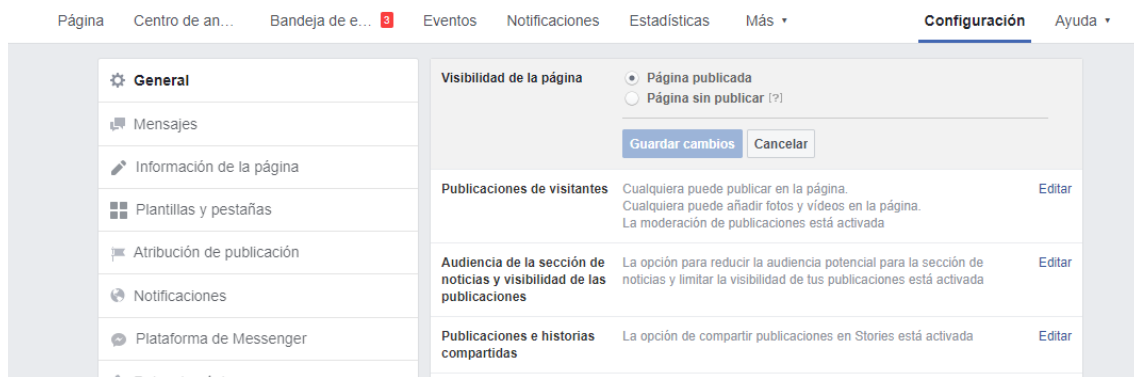 Página Centro de an... Bandeja de e... 3 Eventos Notificaciones Estadísticas Más Configuración Ayuda
General
Mensajes
Información de la página
Plantillas y pestañas
Atribución de publicación
Notificaciones
Plataforma de Messenger
Visibilidad de la página
Página publicada
Página sin publicar [?]
Guardar cambios Cancelar
Publicaciones de visitantes
Cualquiera puede publicar en la página.
Cualquiera puede añadir fotos y vídeos en la página.
La moderación de publicaciones está activada
Editar
Audiencia de la sección de
noticias y visibilidad de las
publicaciones
La opción para reducir la audiencia potencial para la sección de
noticias y limitar la visibilidad de tus publicaciones está activada
Editar
Publicaciones e historias
compartidas
La opción de compartir publicaciones en Stories está activada
Editar